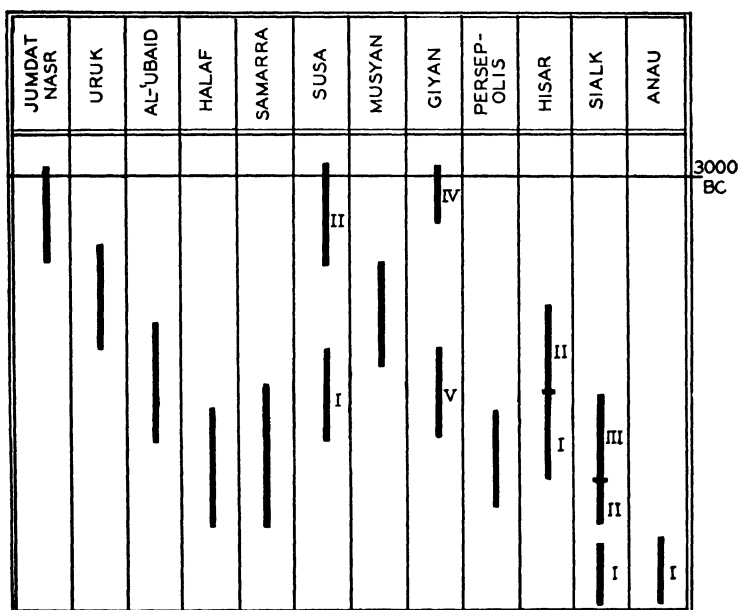 JUMDAT
NASR
URUK
AL-'UBAID
HALAF
SAMARRA
SUSA
MUSYAN
GIYAN
PERSEP-
OLIS
HISAR
SIALK
ANAU
3000
BC
IV
II
II
I
V
I
III
II
I
I